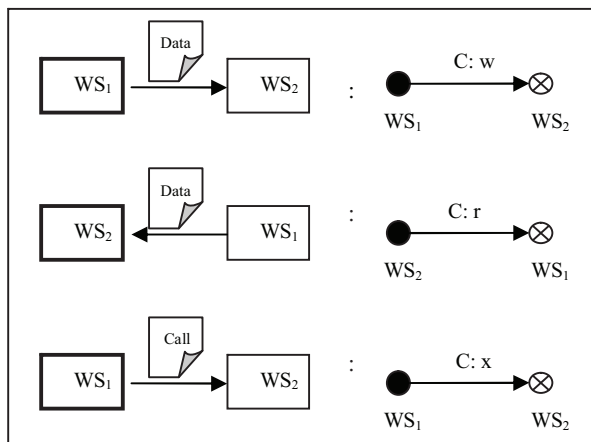 Data
WS₁ WS₂ : C: w
WS₁ WS₂
Data
WS₂ WS₁ : C: r
WS₂ WS₁
Call
WS₁ WS₂ : C: x
WS₁ WS₂